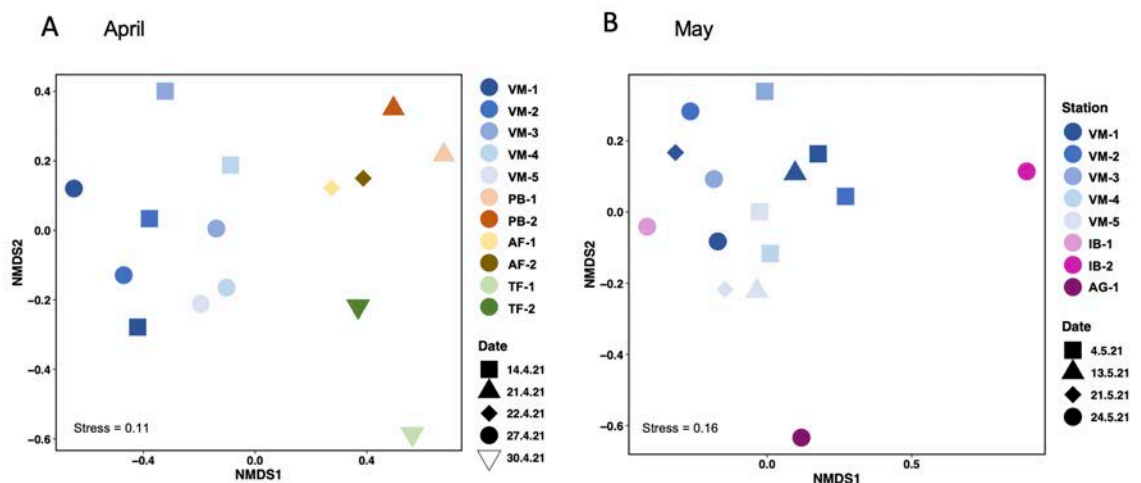 A April
0.4
0.2
0.0
−0.2
−0.4
−0.6
NMDS2
Stress = 0.11
−0.4 0.0 0.4
NMDS1
VM-1
VM-2
VM-3
VM-4
VM-5
PB-1
PB-2
AF-1
AF-2
TF-1
TF-2
Date
14.4.21
21.4.21
22.4.21
27.4.21
30.4.21
B May
0.2
0.0
−0.2
−0.4
−0.6
NMDS2
Stress = 0.16
0.0 0.5
NMDS1
Station
VM-1
VM-2
VM-3
VM-4
VM-5
IB-1
IB-2
AG-1
Date
4.5.21
13.5.21
21.5.21
24.5.21